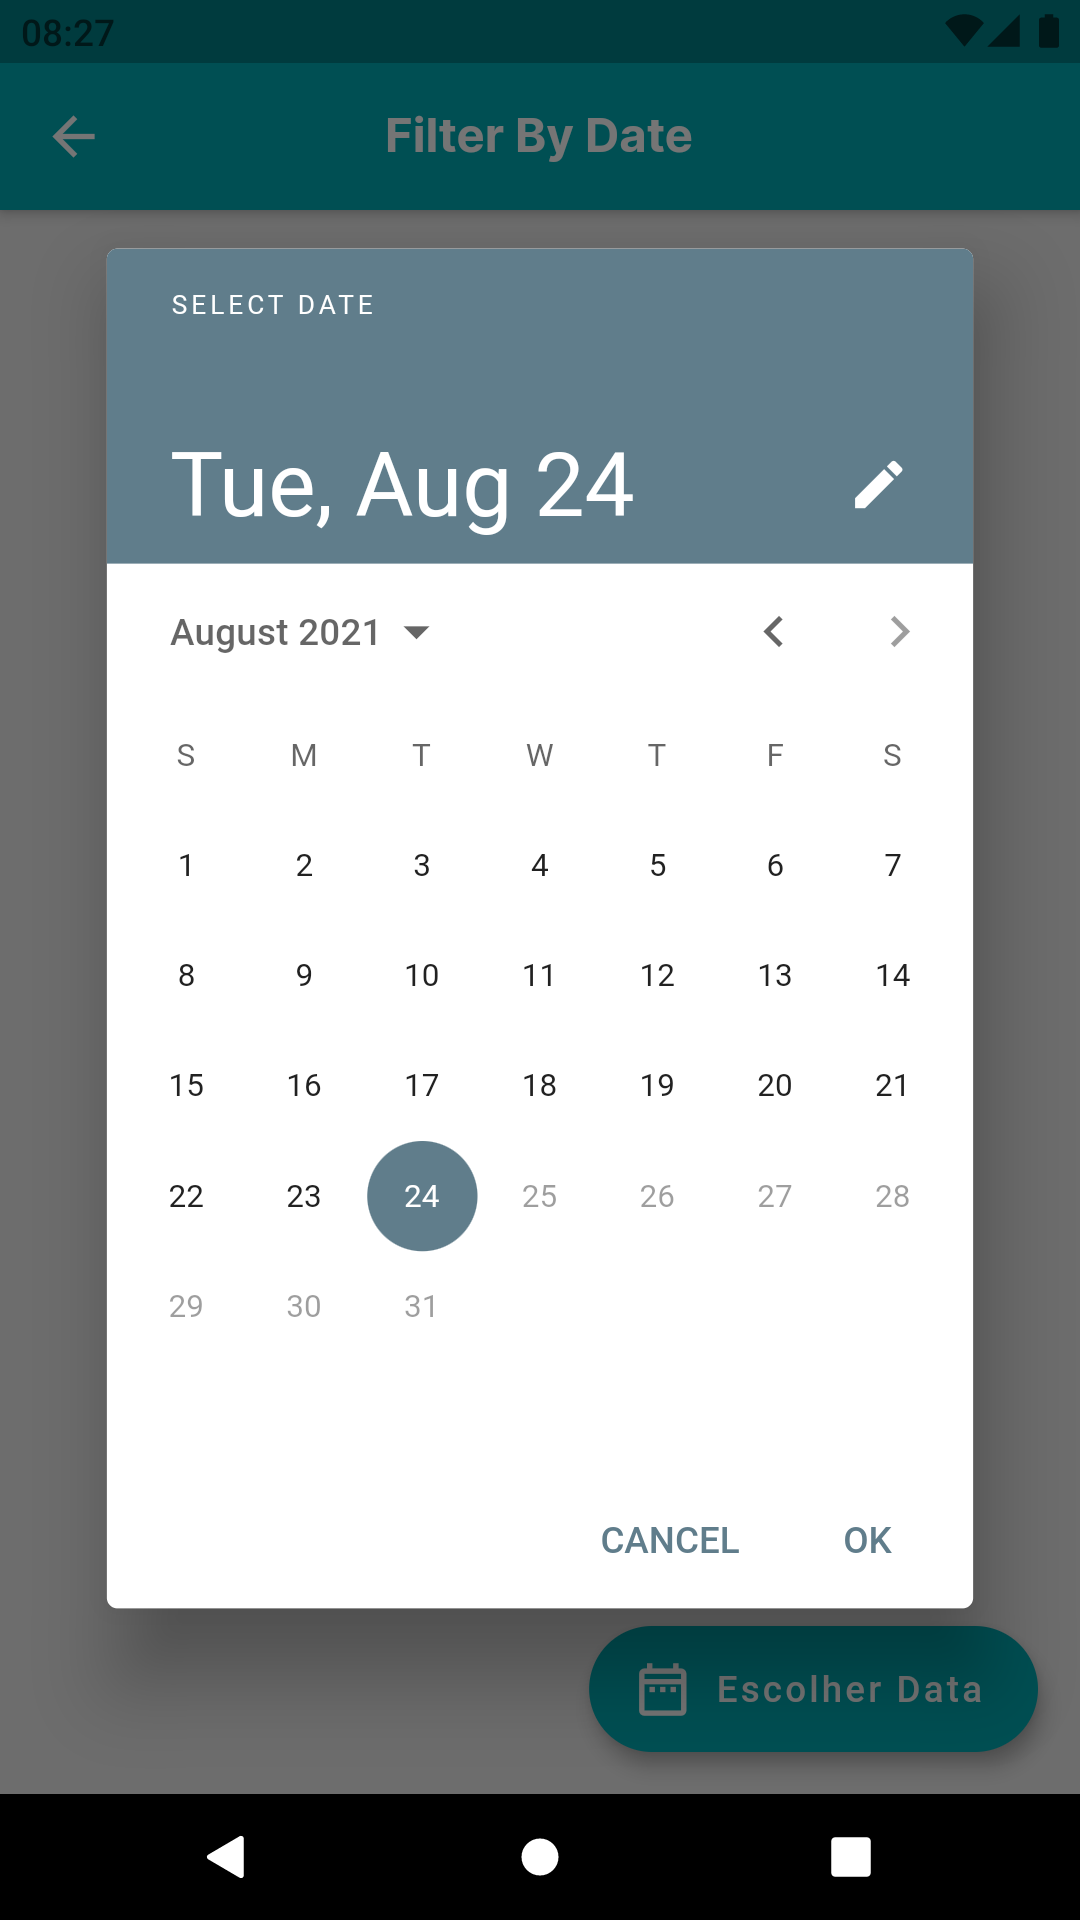 08:27
Filter By Date
SELECT DATE
Tue, Aug 24
August 2021
S M T W T F S
1 2 3 4 5 6 7
8 9 10 11 12 13 14
15 16 17 18 19 20 21
22 23 24 25 26 27 28
29 30 31
CANCEL OK
Escolher Data